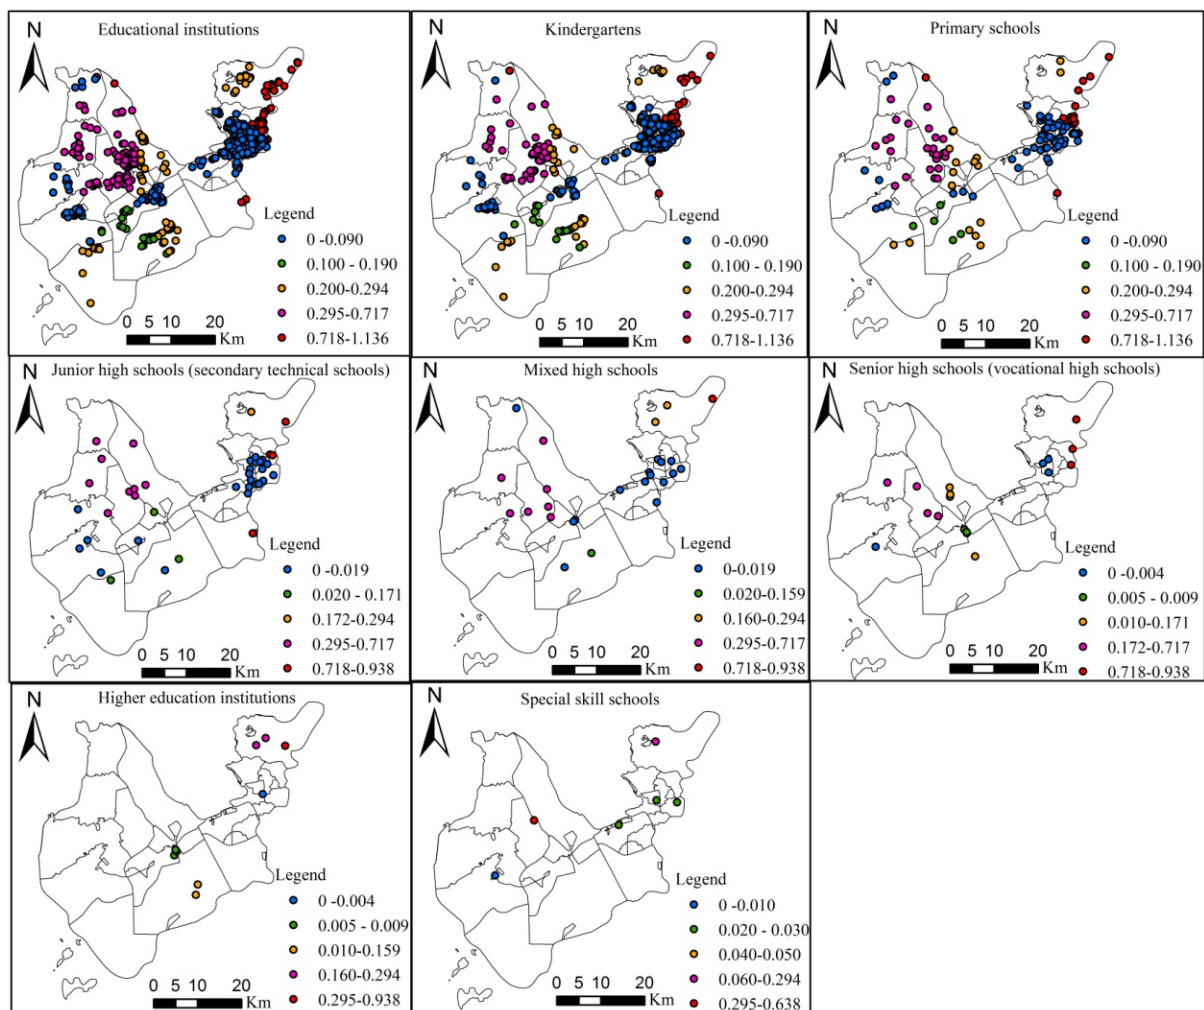 N
Educational institutions
Legend
0 -0.090
0.100 - 0.190
0.200-0.294
0.295-0.717
0.718-1.136
0 5 10 20
Km
N
Kindergartens
Legend
0 -0.090
0.100 - 0.190
0.200-0.294
0.295-0.717
0.718-1.136
0 5 10 20
Km
N
Primary schools
Legend
0 -0.090
0.100 - 0.190
0.200-0.294
0.295-0.717
0.718-1.136
0 5 10 20
Km
N
Junior high schools (secondary technical schools)
Legend
0 -0.019
0.020 - 0.171
0.172-0.294
0.295-0.717
0.718-0.938
0 5 10 20
Km
N
Mixed high schools
Legend
0 -0.019
0.020-0.159
0.160-0.294
0.295-0.717
0.718-0.938
0 5 10 20
Km
N
Senior high schools (vocational high schools)
Legend
0 -0.004
0.005 - 0.009
0.010-0.171
0.172-0.717
0.718-0.938
0 5 10 20
Km
N
Higher education institutions
Legend
0 -0.004
0.005 - 0.009
0.010-0.159
0.160-0.294
0.295-0.938
0 5 10 20
Km
N
Special skill schools
Legend
0 -0.010
0.020 - 0.030
0.040-0.050
0.060-0.294
0.295-0.638
0 5 10 20
Km